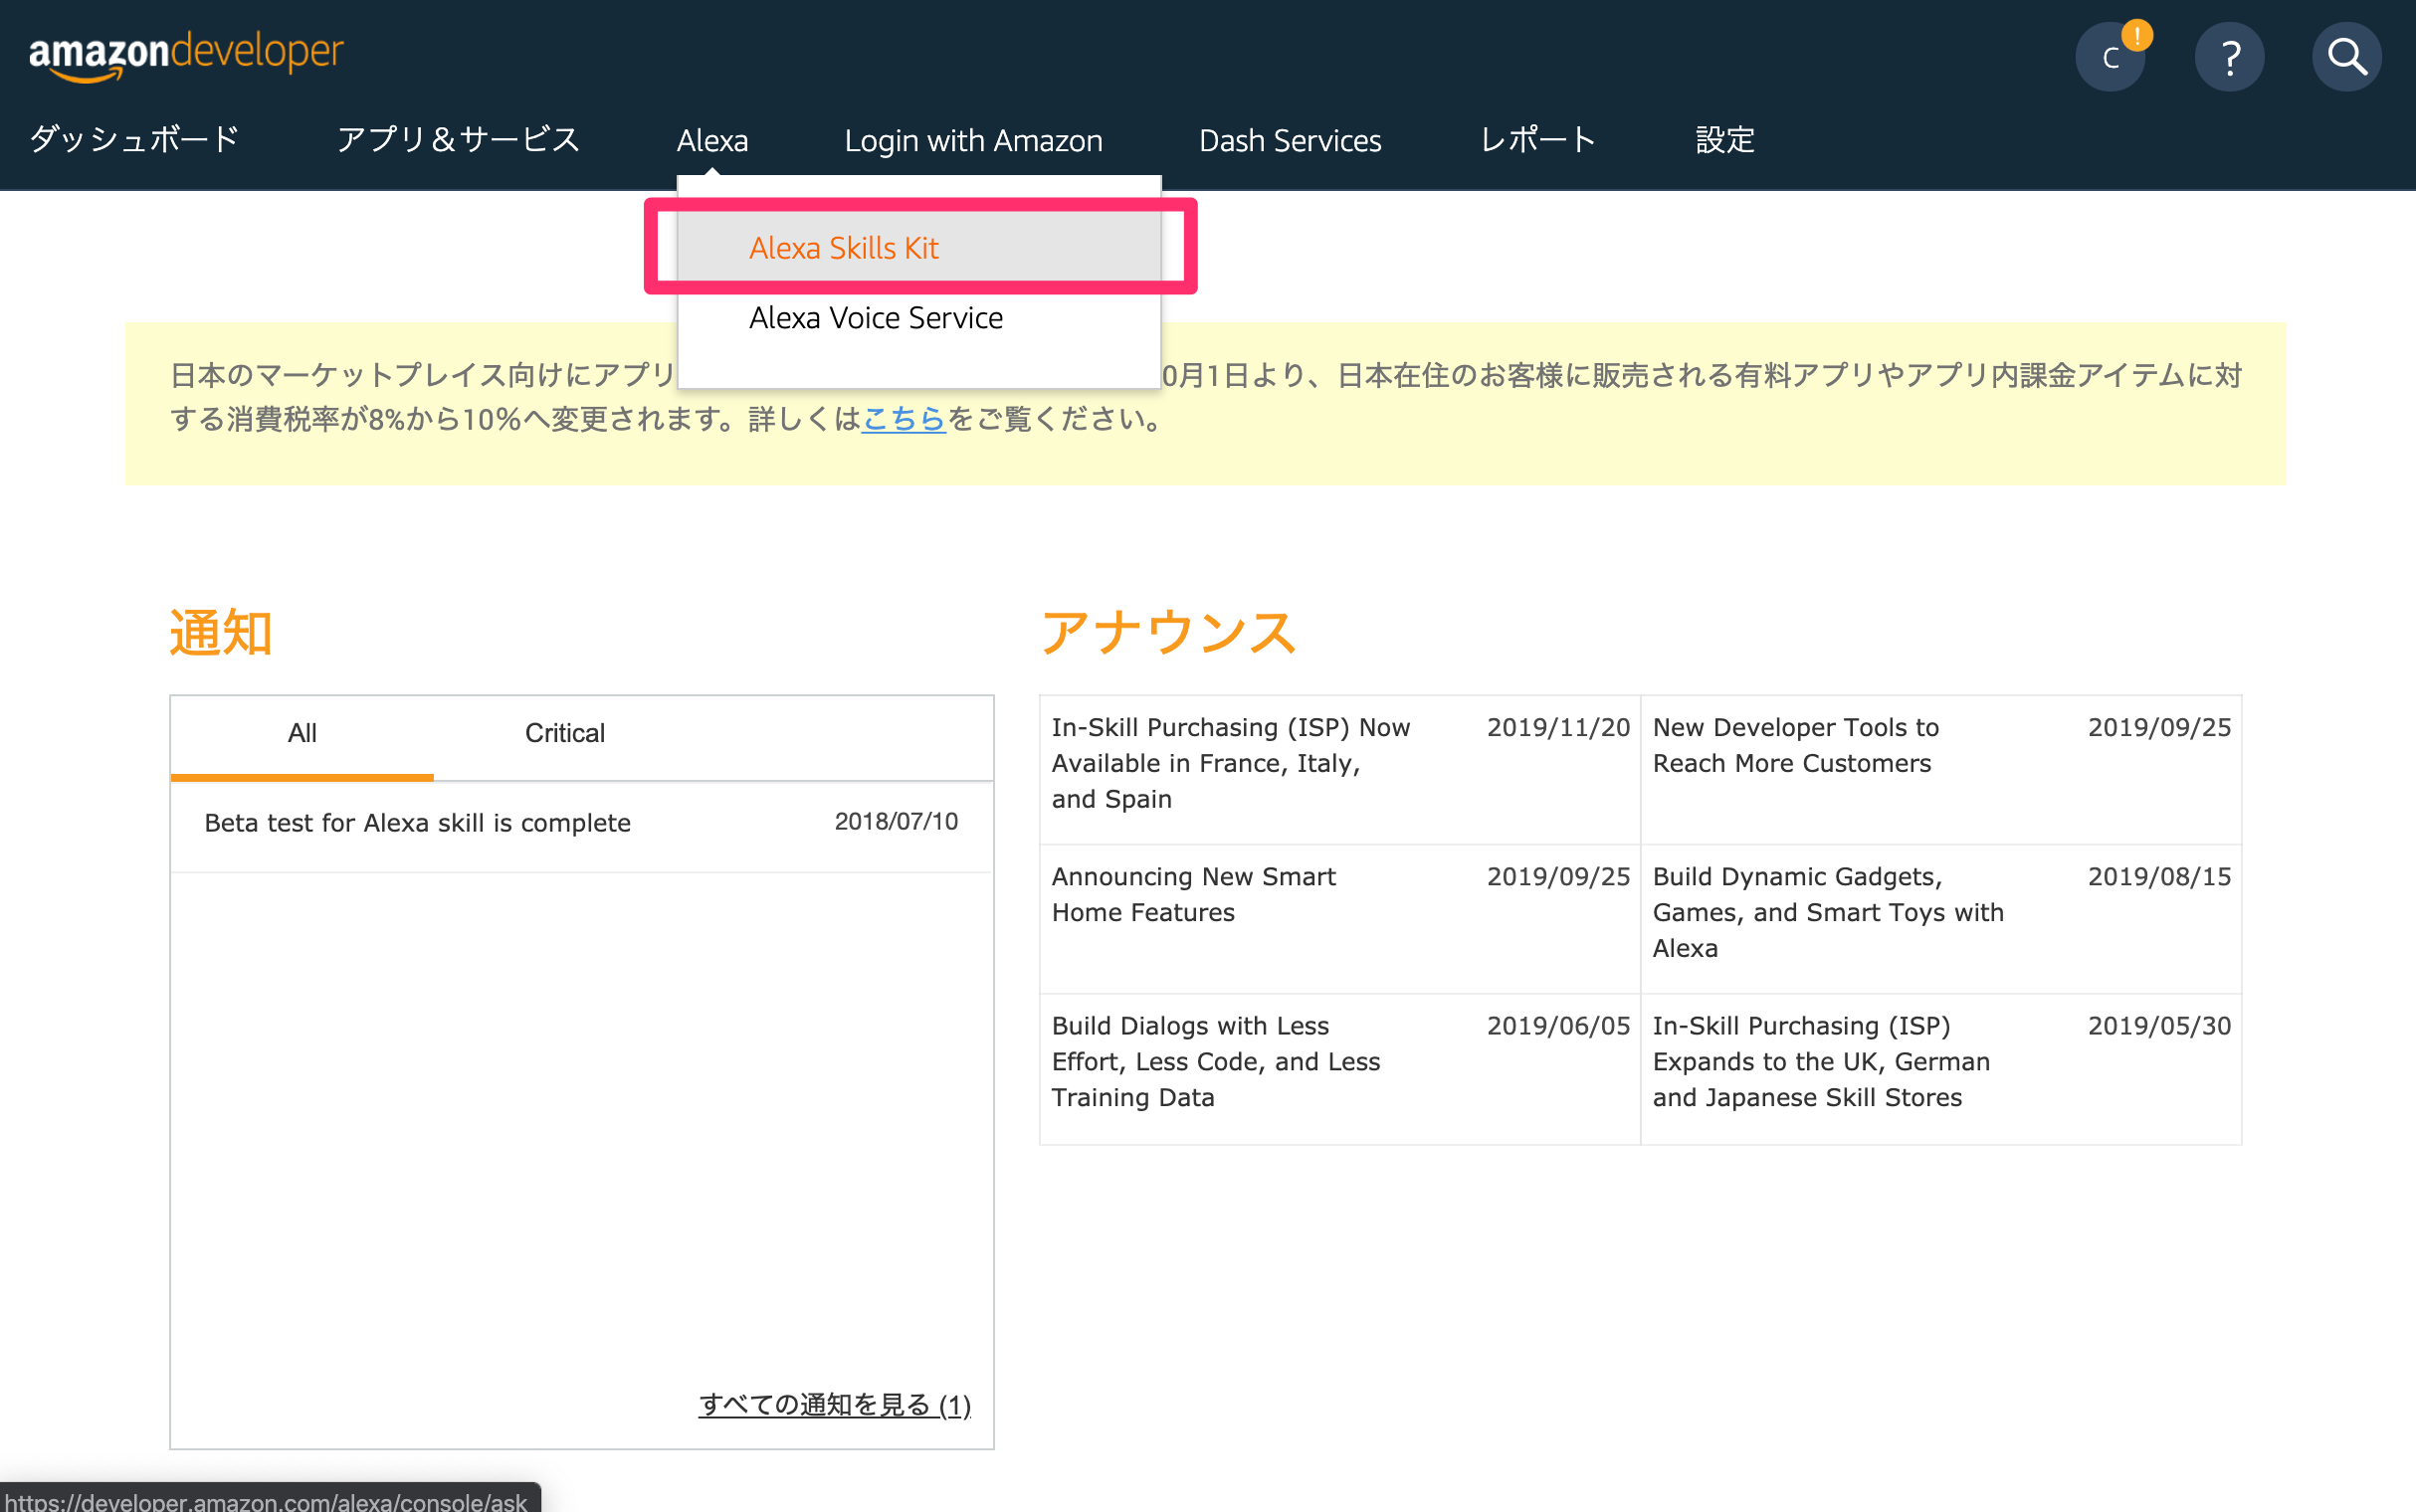 amazondeveloper
C
!
?
ダッシュボード
アプリ＆サービス
Alexa
Login with Amazon
Dash Services
レポート
設定
Alexa Skills Kit
Alexa Voice Service
日本のマーケットプレイス向けにアプリ
0月1日より、日本在住のお客様に販売される有料アプリやアプリ内課金アイテムに対
する消費税率が8%から10%へ変更されます。詳しくはこちらをご覧ください。
通知
All
Critical
Beta test for Alexa skill is complete
2018/07/10
すべての通知を見る (1)
アナウンス
In-Skill Purchasing (ISP) Now
2019/11/20
Available in France, Italy,
and Spain
New Developer Tools to
2019/09/25
Reach More Customers
Announcing New Smart
2019/09/25
Home Features
Build Dynamic Gadgets,
2019/08/15
Games, and Smart Toys with
Alexa
Build Dialogs with Less
2019/06/05
Effort, Less Code, and Less
Training Data
In-Skill Purchasing (ISP)
2019/05/30
Expands to the UK, German
and Japanese Skill Stores
https://developer.amazon.com/alexa/console/ask